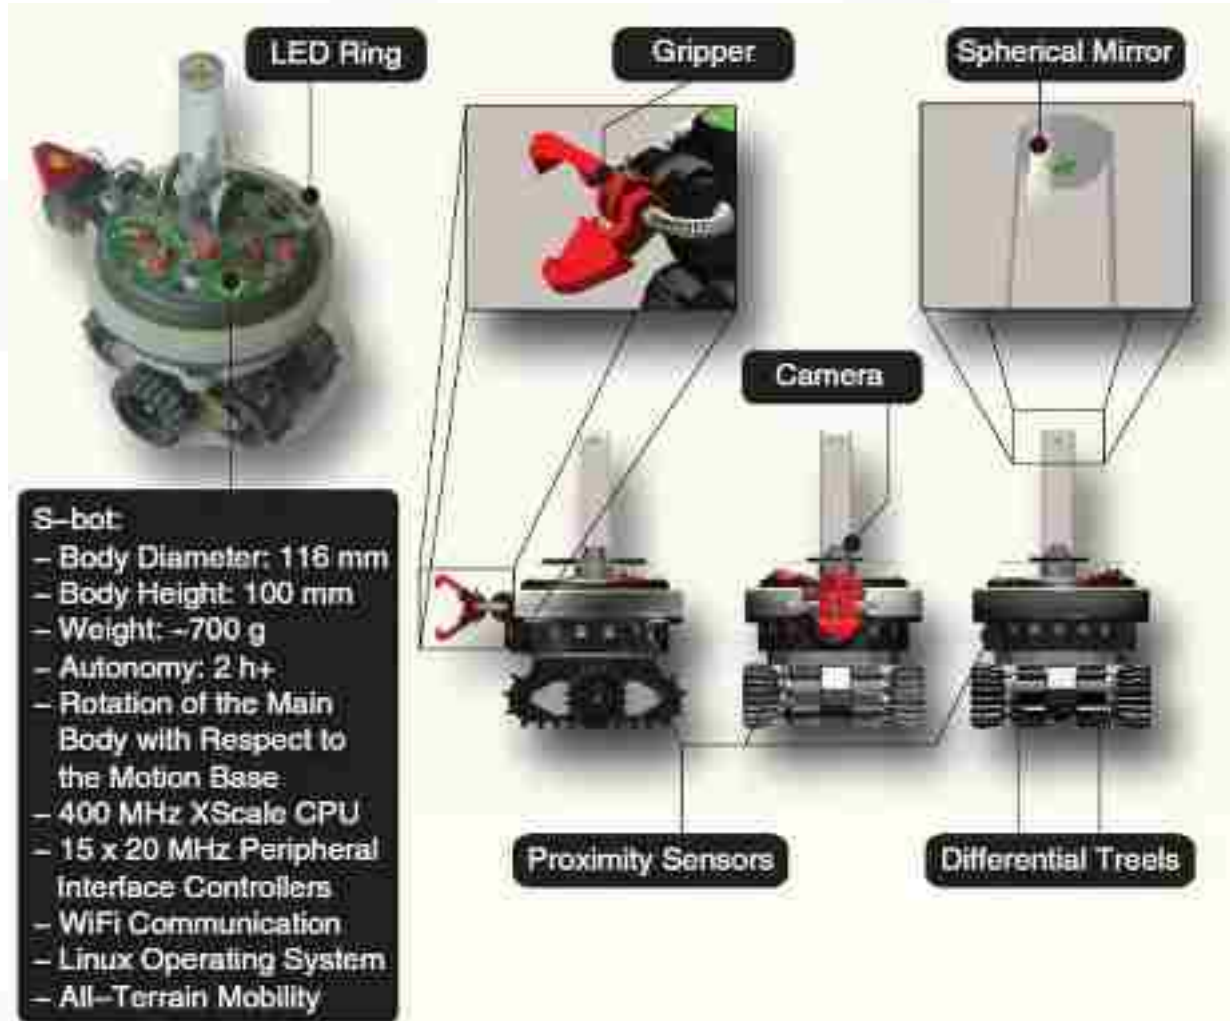 LED Ring
Gripper
Spherical Mirror
Camera
S-bot:
– Body Diameter: 116 mm
– Body Height: 100 mm
– Weight: ~700 g
– Autonomy: 2 h+
– Rotation of the Main
Body with Respect to
the Motion Base
– 400 MHz XScale CPU
– 15 x 20 MHz Peripheral
Interface Controllers
– WiFi Communication
– Linux Operating System
– All-Terrain Mobility
Proximity Sensors
Differential Treels